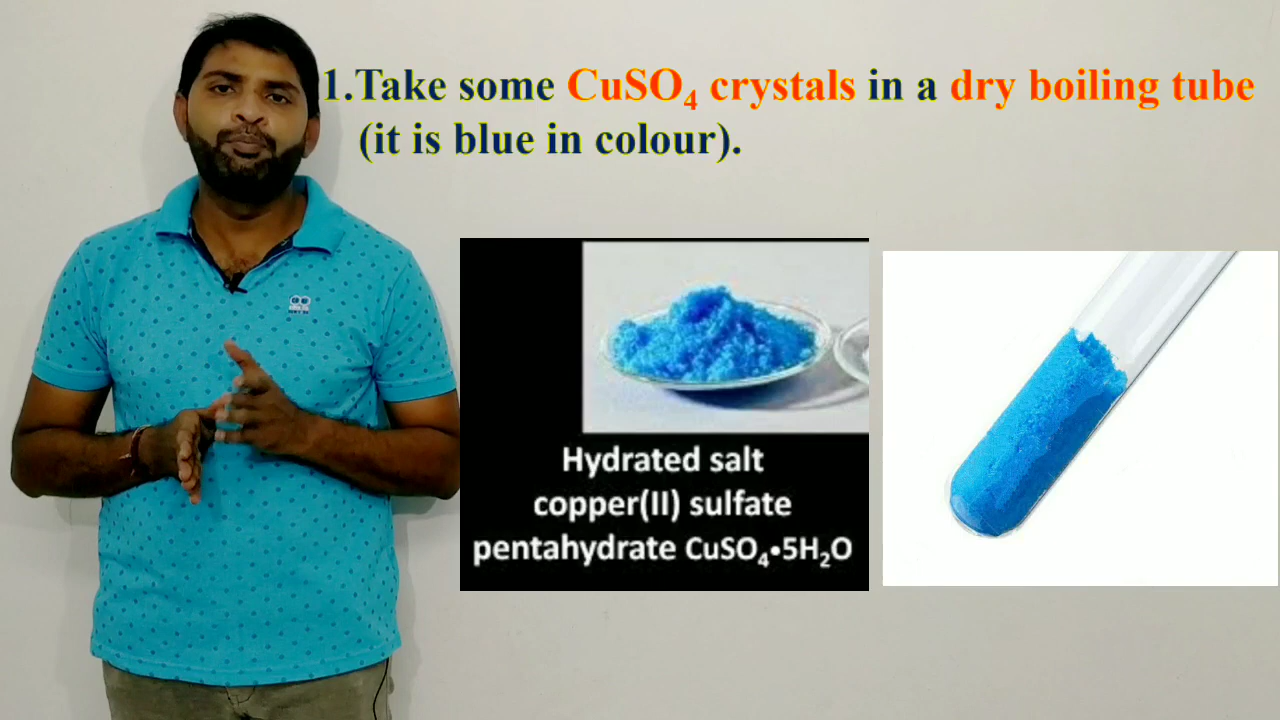 1.Take some CuSO₄ crystals in a dry boiling tube
(it is blue in colour).
Hydrated salt
copper(II) sulfate
pentahydrate CuSO₄•5H₂O